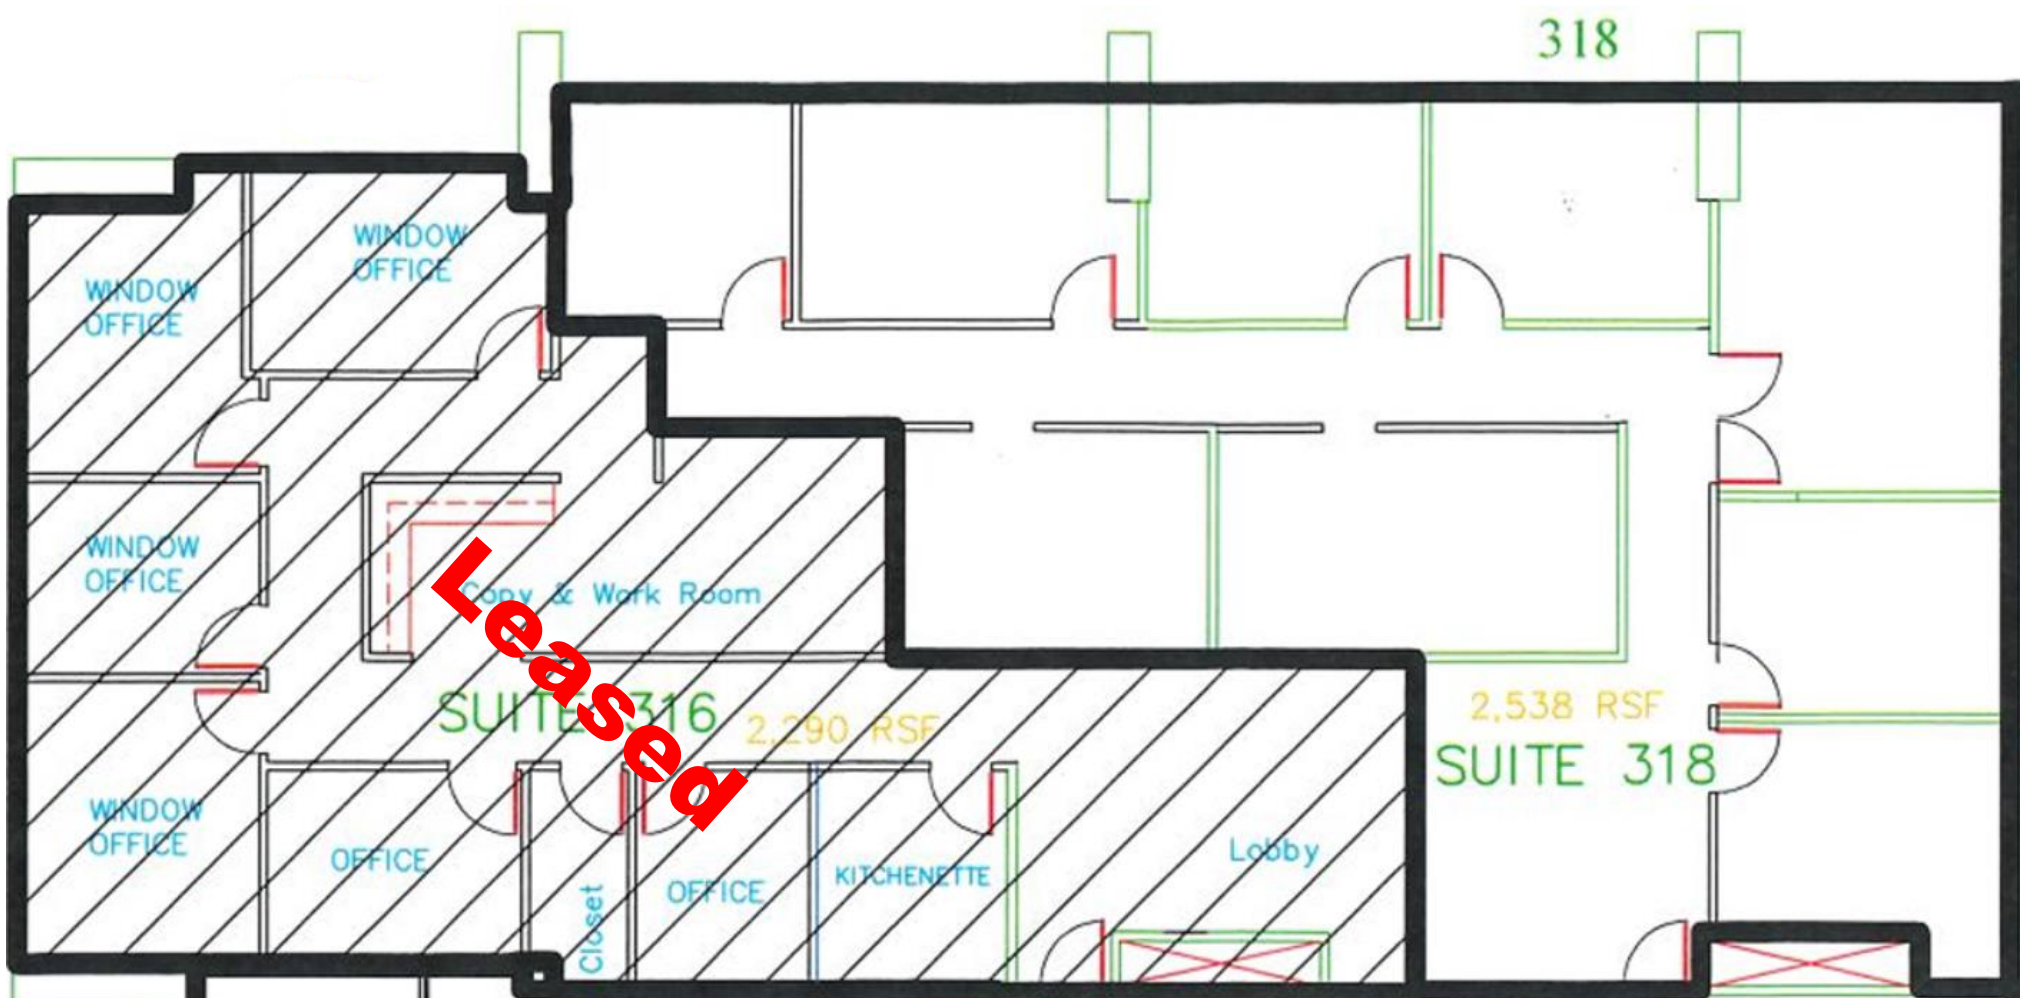 318
WINDOW
OFFICE
WINDOW
OFFICE
WINDOW
OFFICE
Copy & Work Room
Leased
SUITE 316
2,290 RSF
2,538 RSF
SUITE 318
WINDOW
OFFICE
OFFICE
Closet
OFFICE
KITCHENETTE
Lobby